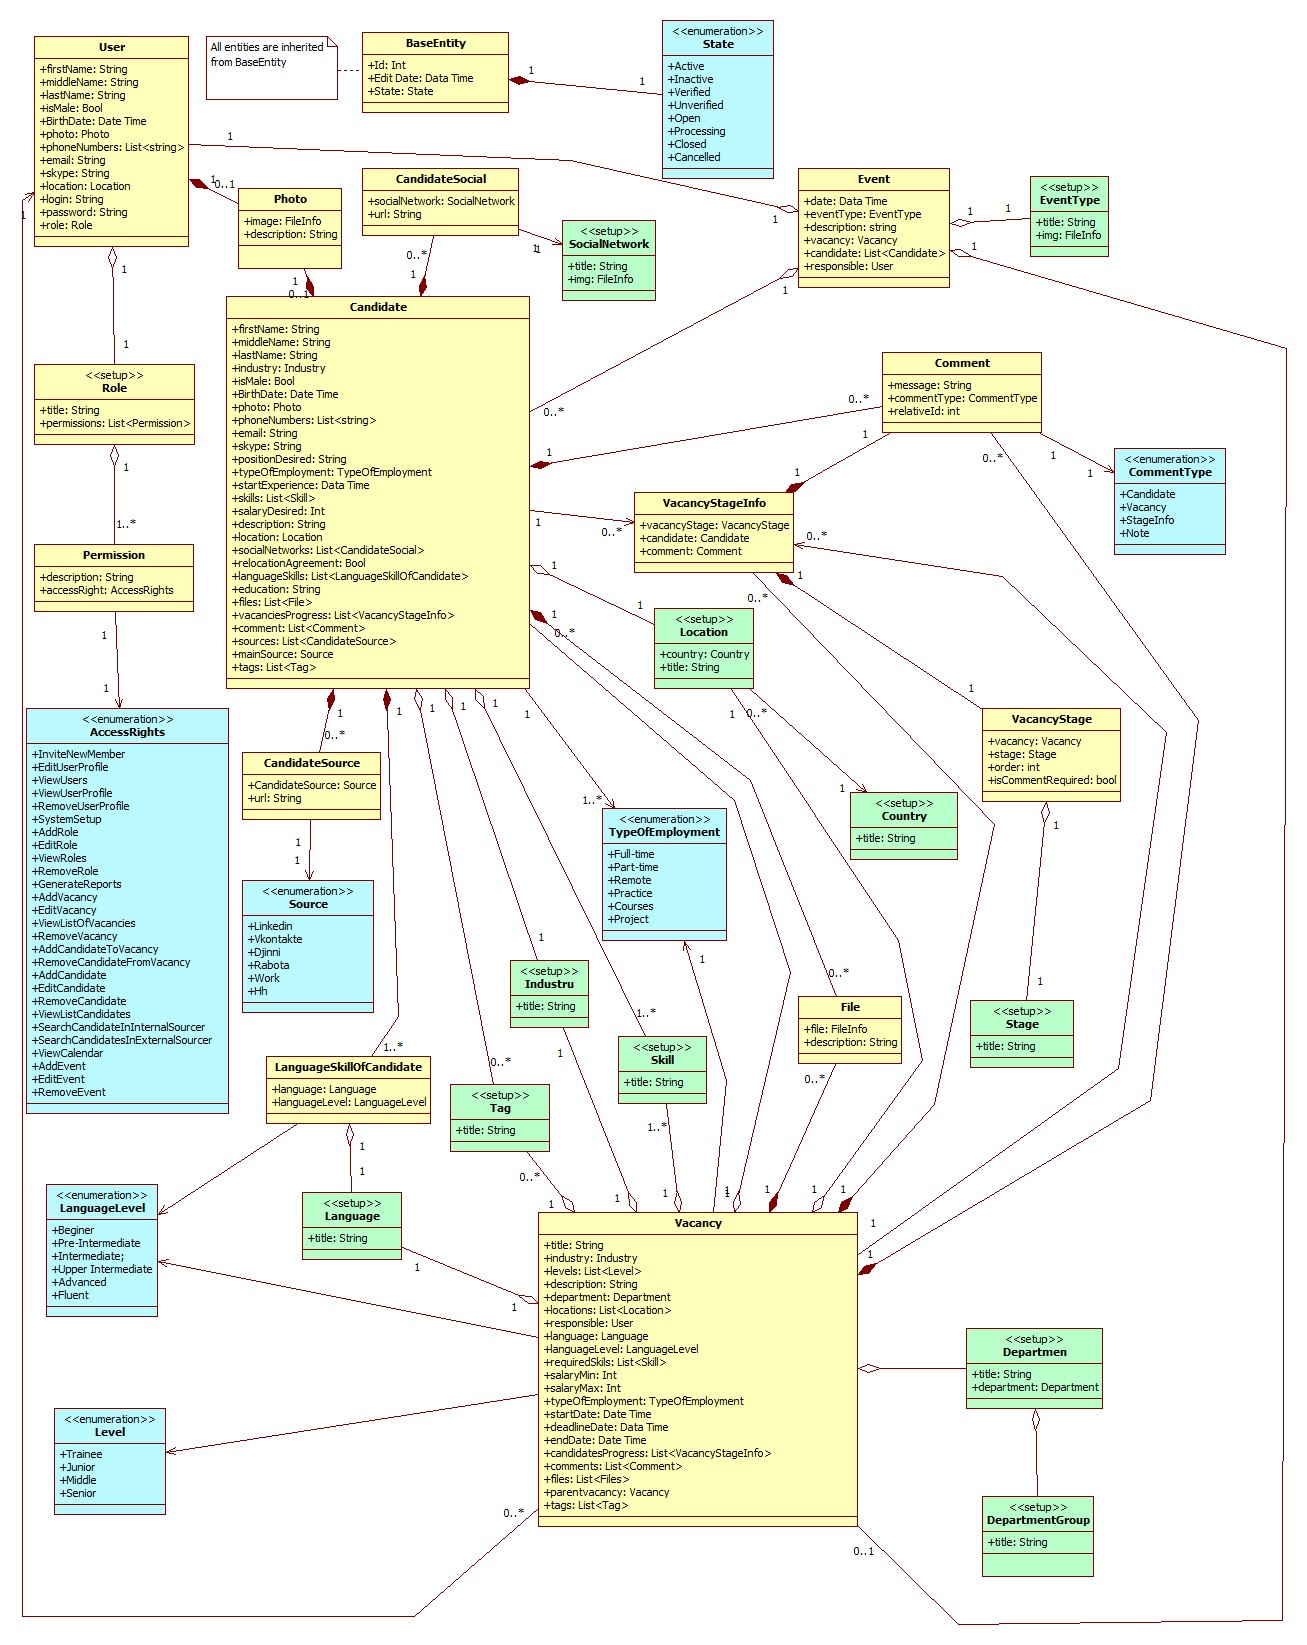 User
+firstName: String
+middleName: String
+lastName: String
+isMale: Bool
+BirthDate: Date Time
+photo: Photo
+phoneNumbers: List<string>
+email: String
+skype: String
+location: Location
+login: String
+password: String
+role: Role
All entities are inherited
from BaseEntity
BaseEntity
+Id: Int
+Edit Date: Data Time
+State: State
1
1
<<enumeration>>
State
+Active
+Inactive
+Verified
+Unverified
+Open
+Processing
+Closed
+Cancelled
1
1
1
0..1
Photo
+image: FileInfo
+description: String
1
0..1
CandidateSocial
+socialNetwork: SocialNetwork
+url: String
0..*
1
1
1
<<setup>>
SocialNetwork
+title: String
+img: FileInfo
Event
+date: Data Time
+eventType: EventType
+description: string
+vacancy: Vacancy
+candidate: List<Candidate>
+responsible: User
1
1
1
1
<<setup>>
EventType
+title: String
+img: FileInfo
1
1
1
<<setup>>
Role
+title: String
+permissions: List<Permission>
1
1..*
Permission
+description: String
+accessRight: AccessRights
1
1
Candidate
+firstName: String
+middleName: String
+lastName: String
+industry: Industry
+isMale: Bool
+BirthDate: Date Time
+photo: Photo
+phoneNumbers: List<string>
+email: String
+skype: String
+positionDesired: String
+typeOfEmployment: TypeOfEmployment
+startExperience: Data Time
+skills: List<Skill>
+salaryDesired: Int
+description: String
+location: Location
+socialNetworks: List<CandidateSocial>
+relocationAgreement: Bool
+languageSkills: List<LanguageSkillOfCandidate>
+education: String
+files: List<File>
+vacanciesProgress: List<VacancyStageInfo>
+comment: List<Comment>
+sources: List<CandidateSource>
+mainSource: Source
+tags: List<Tag>
0..*
1
0..*
1
0..*
1
1
1
0..*
Comment
+message: String
+commentType: CommentType
+relativeId: int
1
1
0..*
1
1
<<enumeration>>
CommentType
+Candidate
+Vacancy
+StageInfo
+Note
VacancyStageInfo
+vacancyStage: VacancyStage
+candidate: Candidate
+comment: Comment
0..*
1
0..*
1
<<setup>>
Location
+country: Country
+title: String
1
0..*
1
<<setup>>
Country
+title: String
VacancyStage
+vacancy: Vacancy
+stage: Stage
+order: int
+isCommentRequired: bool
1
1
<<setup>>
Stage
+title: String
<<enumeration>>
AccessRights
+InviteNewMember
+EditUserProfile
+ViewUsers
+ViewUserProfile
+RemoveUserProfile
+SystemSetup
+AddRole
+EditRole
+ViewRoles
+RemoveRole
+GenerateReports
+AddVacancy
+EditVacancy
+ViewListOfVacancies
+RemoveVacancy
+AddCandidateToVacancy
+RemoveCandidateFromVacancy
+AddCandidate
+EditCandidate
+RemoveCandidate
+ViewListCandidates
+SearchCandidateInInternalSourcer
+SearchCandidatesInExternalSourcer
+ViewCalendar
+AddEvent
+EditEvent
+RemoveEvent
1
0..*
1
1
1
1
1
CandidateSource
+CandidateSource: Source
+url: String
1
1
<<enumeration>>
Source
+Linkedin
+Vkontakte
+Djinni
+Rabota
+Work
+Hh
1..*
<<enumeration>>
TypeOfEmployment
+Full-time
+Part-time
+Remote
+Practice
+Courses
+Project
1
1
<<setup>>
Industru
+title: String
1
1..*
<<setup>>
Skill
+title: String
1..*
0..*
File
+file: FileInfo
+description: String
0..*
1..*
LanguageSkillOfCandidate
+language: Language
+languageLevel: LanguageLevel
1
1
0..*
<<setup>>
Tag
+title: String
0..*
<<enumeration>>
LanguageLevel
+Beginer
+Pre-Intermediate
+Intermediate;
+Upper Intermediate
+Advanced
+Fluent
<<setup>>
Language
+title: String
1
1
1
1
1
1
1
1
1
1
1
1
Vacancy
+title: String
+industry: Industry
+levels: List<Level>
+description: String
+department: Department
+locations: List<Location>
+responsible: User
+language: Language
+languageLevel: LanguageLevel
+requiredSkils: List<Skill>
+salaryMin: Int
+salaryMax: Int
+typeOfEmployment: TypeOfEmployment
+startDate: Date Time
+deadlineDate: Data Time
+endDate: Date Time
+candidatesProgress: List<VacancyStageInfo>
+comments: List<Comment>
+files: List<Files>
+parentvacancy: Vacancy
+tags: List<Tag>
0..*
0..1
<<enumeration>>
Level
+Trainee
+Junior
+Middle
+Senior
<<setup>>
Departmen
+title: String
+department: Department
<<setup>>
DepartmentGroup
+title: String